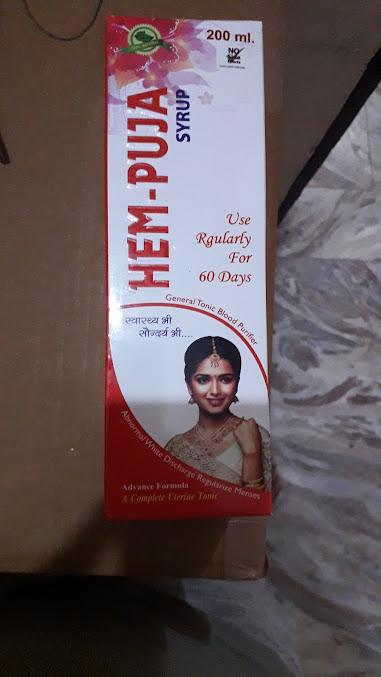 200 ml.
NO
HEM-PUJA
SYRUP
Use
Rgularly
For
60 Days
General Tonic Blood Purifier
स्वास्थ्य भी
सौन्दर्य भी....
Abnormal/White Discharge Regularize Menses
Advance Formula
A Complete Uterine Tonic